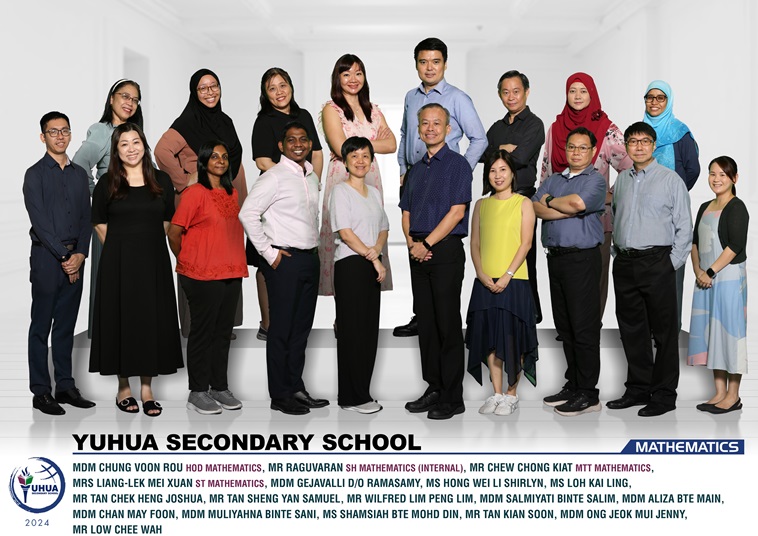 YUHUA SECONDARY SCHOOL
MATHEMATICS
MDM CHUNG VOON ROU HOD MATHEMATICS, MR RAGUVARAN SH MATHEMATICS (INTERNAL), MR CHEW CHONG KIAT MTT MATHEMATICS,
MRS LIANG-LEK MEI XUAN ST MATHEMATICS, MDM GEJAVALLI D/O RAMASAMY, MS HONG WEI LI SHIRLYN, MS LOH KAI LING,
MR TAN CHEK HENG JOSHUA, MR TAN SHENG YAN SAMUEL, MR WILFRED LIM PENG LIM, MDM SALMIYATI BINTE SALIM, MDM ALIZA BTE MAIN,
MDM CHAN MAY FOON, MDM MULIYAHNA BINTE SANI, MS SHAMSIAH BTE MOHD DIN, MR TAN KIAN SOON, MDM ONG JEOK MUI JENNY,
MR LOW CHEE WAH
YUHUA
SECONDARY SCHOOL
2024